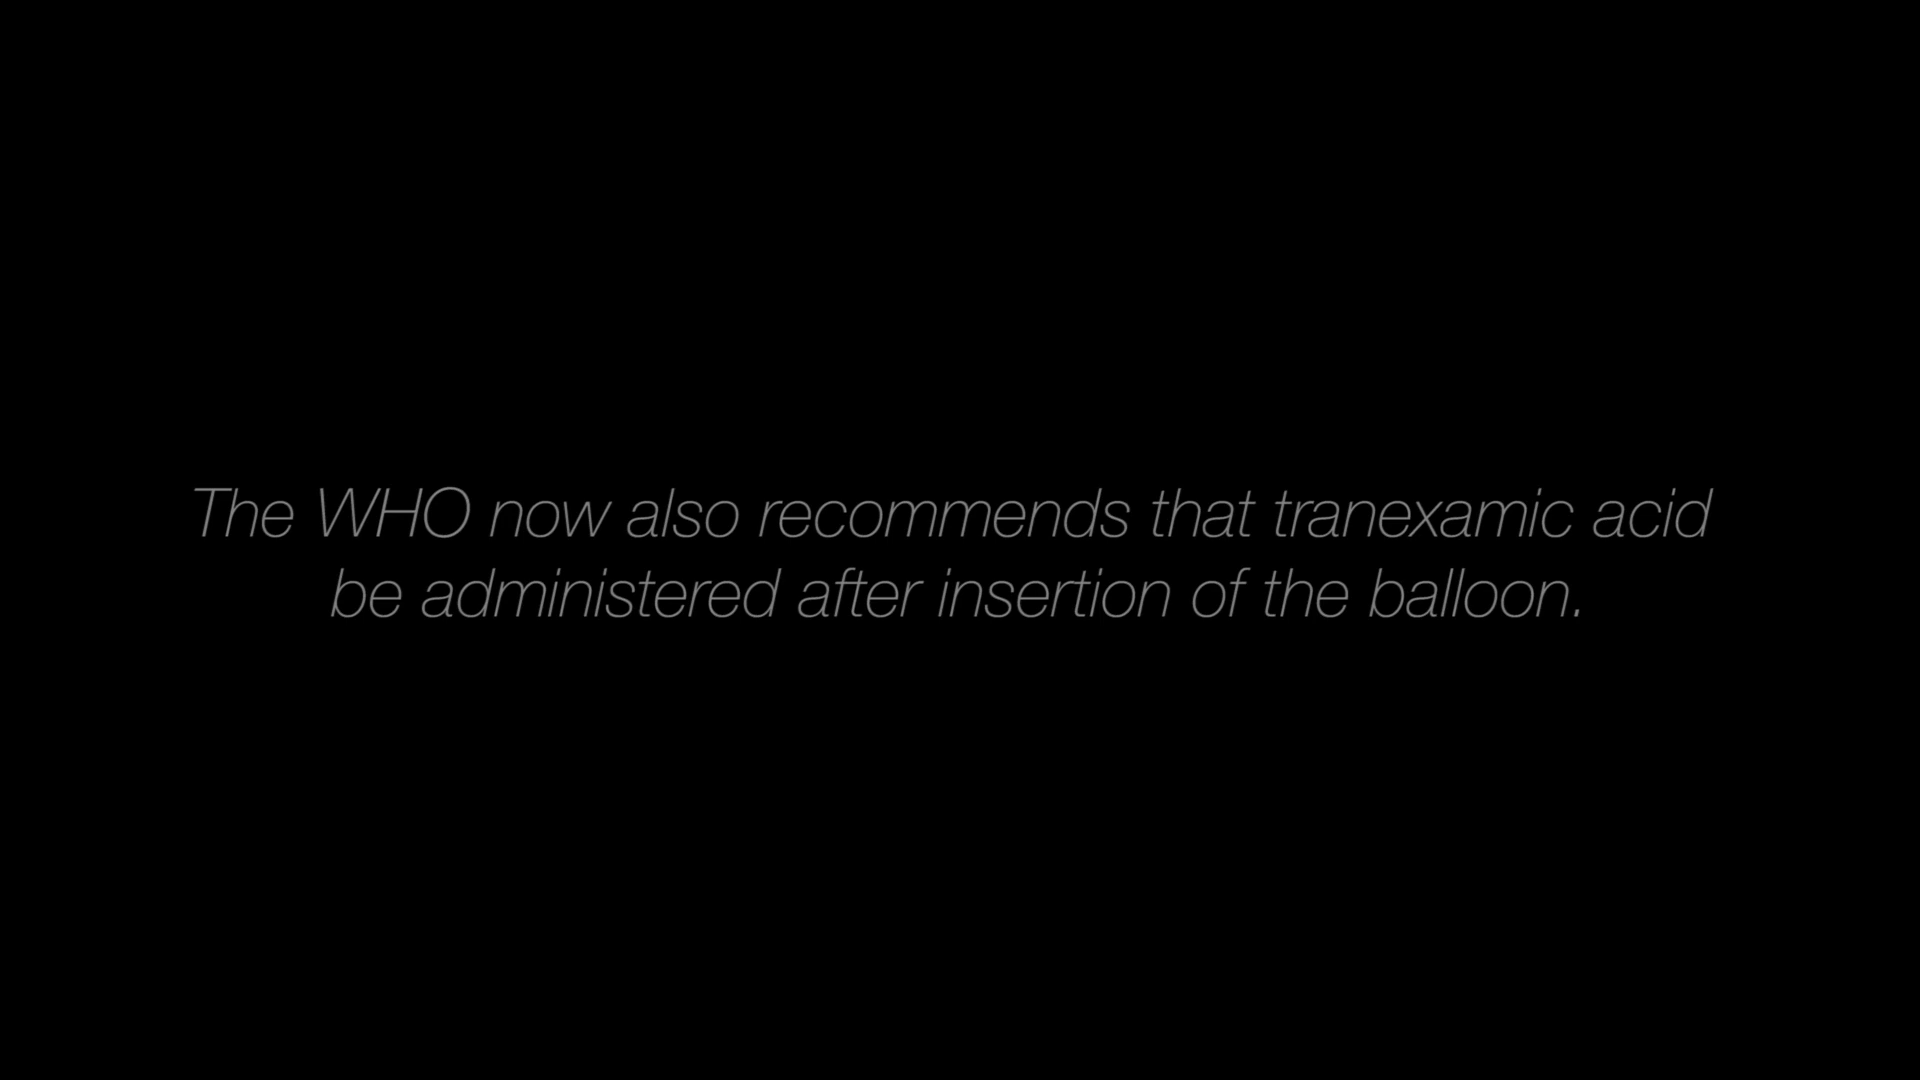 The WHO now also recommends that tranexamic acid
be administered after insertion of the balloon.